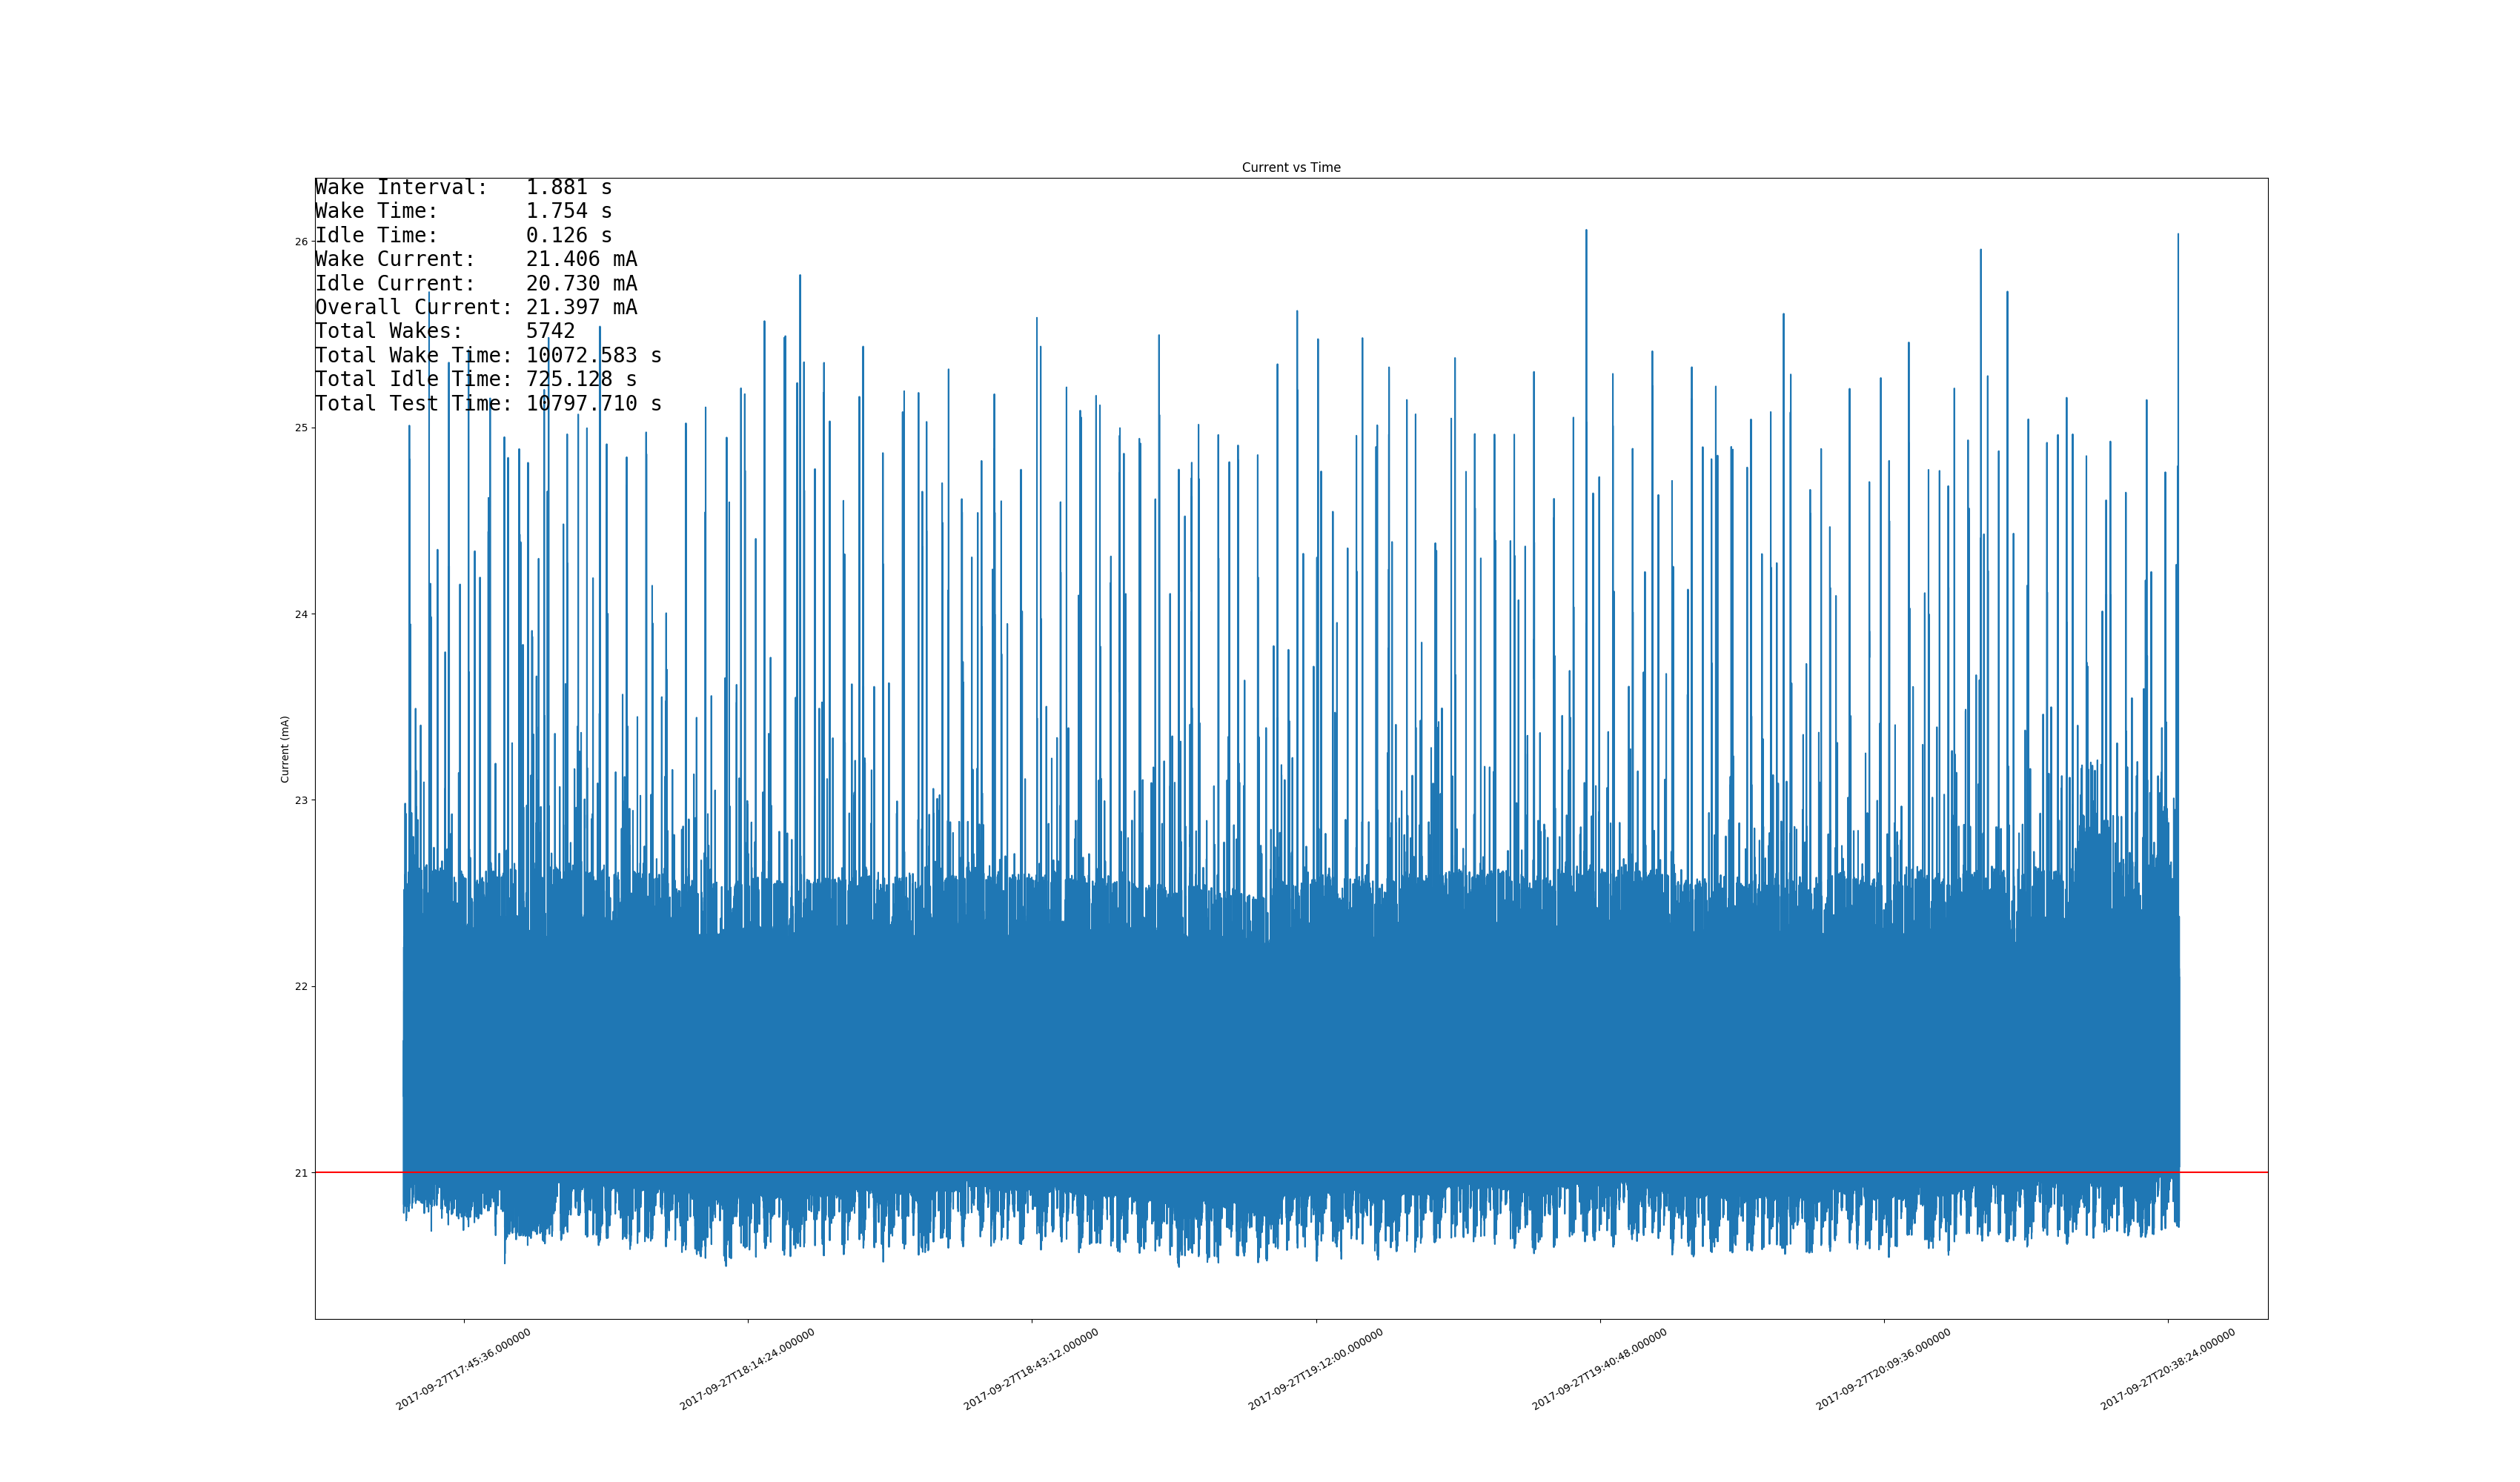 Current vs Time
Wake Interval:   1.881 s
Wake Time:       1.754 s
Idle Time:       0.126 s
Wake Current:    21.406 mA
Idle Current:    20.730 mA
Overall Current: 21.397 mA
Total Wakes:     5742
Total Wake Time: 10072.583 s
Total Idle Time: 725.128 s
Total Test Time: 10797.710 s
26
25
24
23
22
21
Current (mA)
2017-09-27T17:45:36.000000
2017-09-27T18:14:24.000000
2017-09-27T18:43:12.000000
2017-09-27T19:12:00.000000
2017-09-27T19:40:48.000000
2017-09-27T20:09:36.000000
2017-09-27T20:38:24.000000